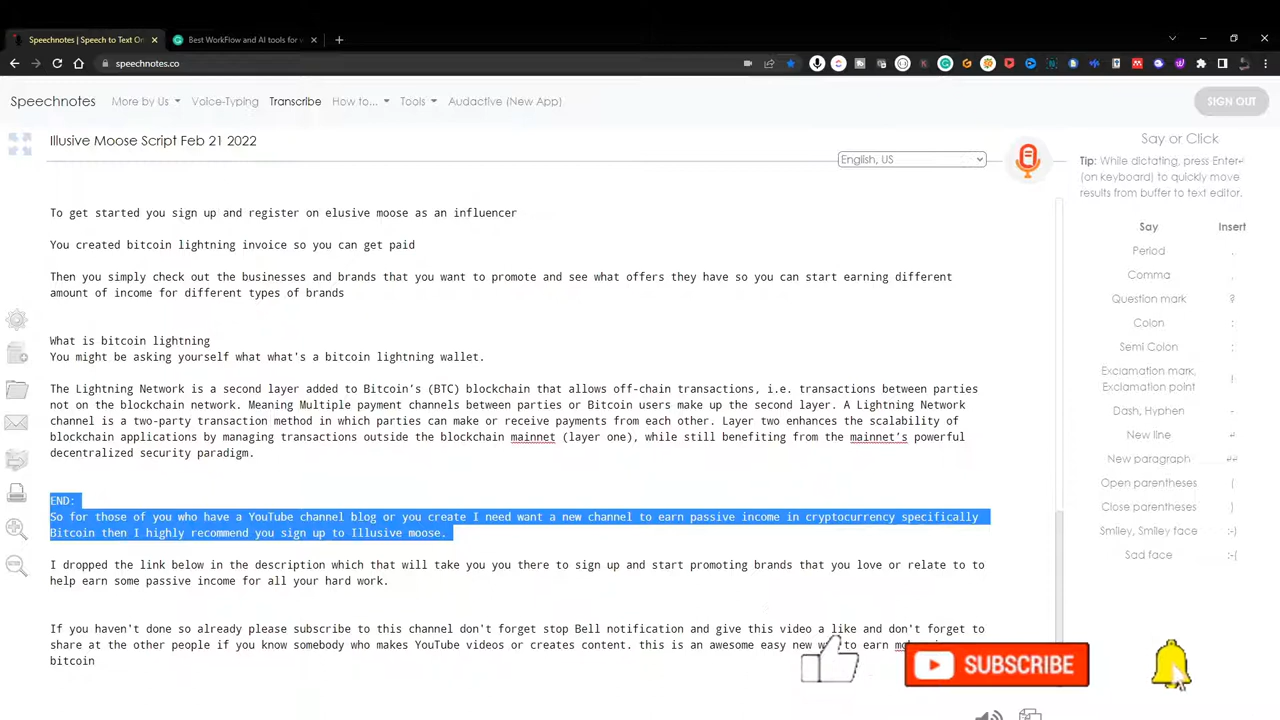 Speechnotes | Speech to Text On
Best WorkFlow and AI tools for
speechnotes.co
Speechnotes
More by Us
Voice-Typing
Transcribe
How to...
Tools
Audactive (New App)
SIGN OUT
Illusive Moose Script Feb 21 2022
English, US
To get started you sign up and register on elusive moose as an influencer
You created bitcoin lightning invoice so you can get paid
Then you simply check out the businesses and brands that you want to promote and see what offers they have so you can start earning different
amount of income for different types of brands
What is bitcoin lightning
You might be asking yourself what what's a bitcoin lightning wallet.
The Lightning Network is a second layer added to Bitcoin's (BTC) blockchain that allows off-chain transactions, i.e. transactions between parties
not on the blockchain network. Meaning Multiple payment channels between parties or Bitcoin users make up the second layer. A Lightning Network
channel is a two-party transaction method in which parties can make or receive payments from each other. Layer two enhances the scalability of
blockchain applications by managing transactions outside the blockchain mainnet (layer one), while still benefiting from the mainnet's powerful
decentralized security paradigm.
END:
So for those of you who have a YouTube channel blog or you create I need want a new channel to earn passive income in cryptocurrency specifically
Bitcoin then I highly recommend you sign up to Illusive moose.
I dropped the link below in the description which that will take you you there to sign up and start promoting brands that you love or relate to to
help earn some passive income for all your hard work.
If you haven't done so already please subscribe to this channel don't forget stop Bell notification and give this video a like and don't forget to
share at the other people if you know somebody who makes YouTube videos or creates content. this is an awesome easy new to earn
bitcoin
SUBSCRIBE
Say or Click
Tip: While dictating, press Enter↵
(on keyboard) to quickly move
results from buffer to text editor.
Say Insert
Period .
Comma ,
Question mark ?
Colon :
Semi Colon ;
Exclamation mark,
Exclamation point !
Dash, Hyphen -
New line ↵
New paragraph ↵↵
Open parentheses (
Close parentheses )
Smiley, Smiley face :-)
Sad face :-(